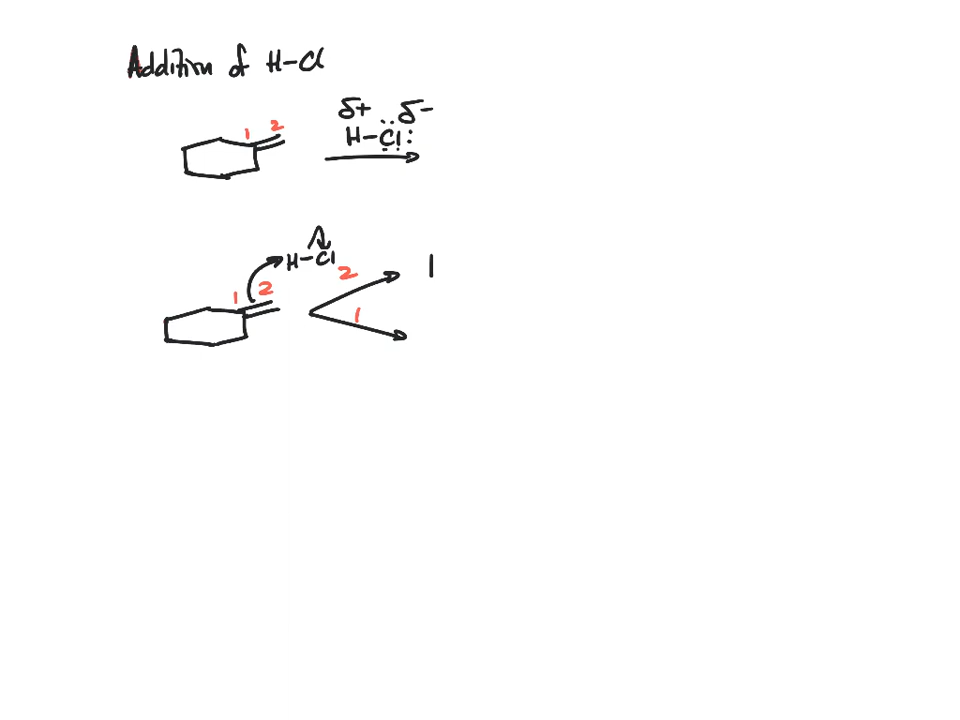 Addition of H-Cl
δ+ δ-
1 2
H-Cl
H-Cl
2
1
1 2
1